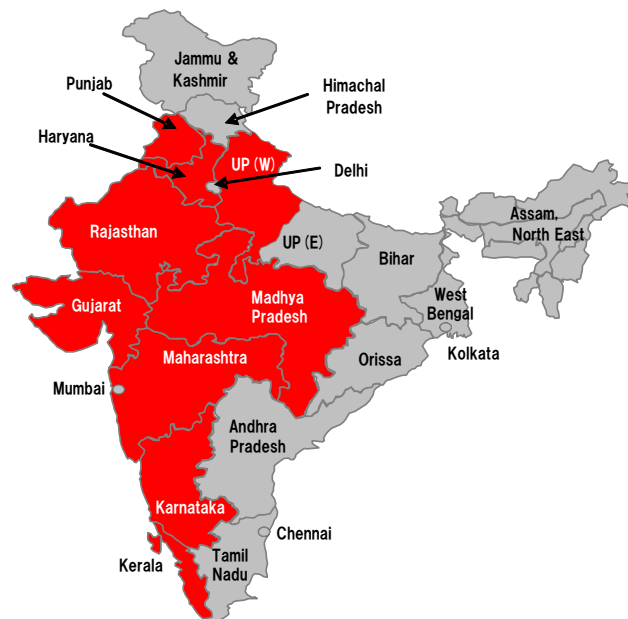 Jammu &
Kashmir
Punjab
Himachal
Pradesh
Haryana
UP (W)
Delhi
Assam,
North East
Rajasthan
UP (E)
Bihar
Gujarat
Madhya
Pradesh
West
Bengal
Maharashtra
Orissa
Kolkata
Mumbai
Andhra
Pradesh
Karnataka
Chennai
Kerala
Tamil
Nadu